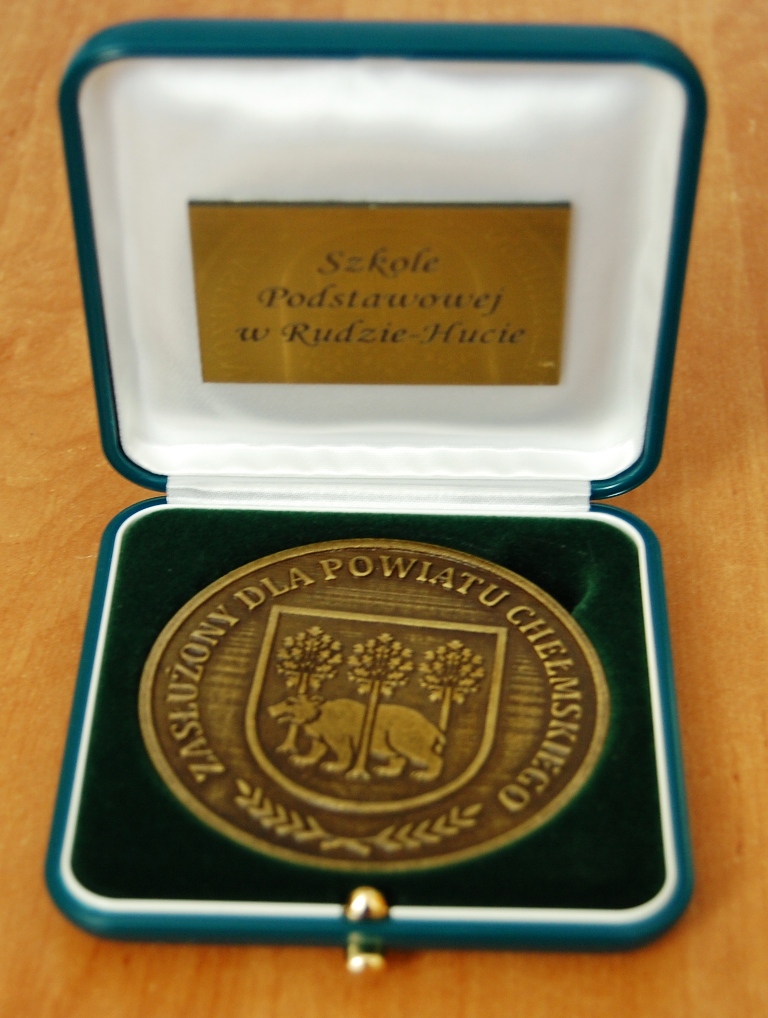 Szkole
Podstawowej
w Rudzie-Hucie
ZASŁUŻONY DLA POWIATU CHEŁMSKIEGO